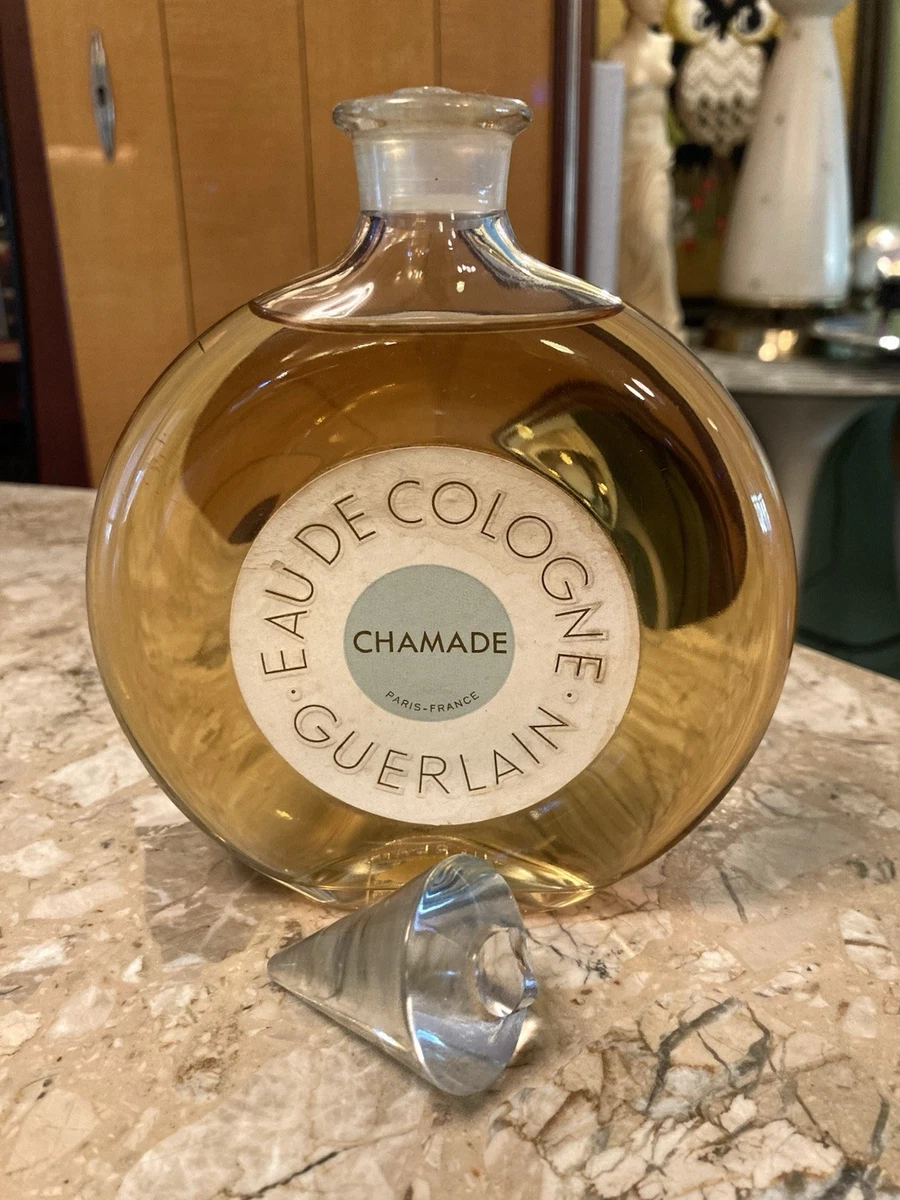 EAU DE COLOGNE
CHAMADE
PARIS-FRANCE
· GUERLAIN ·